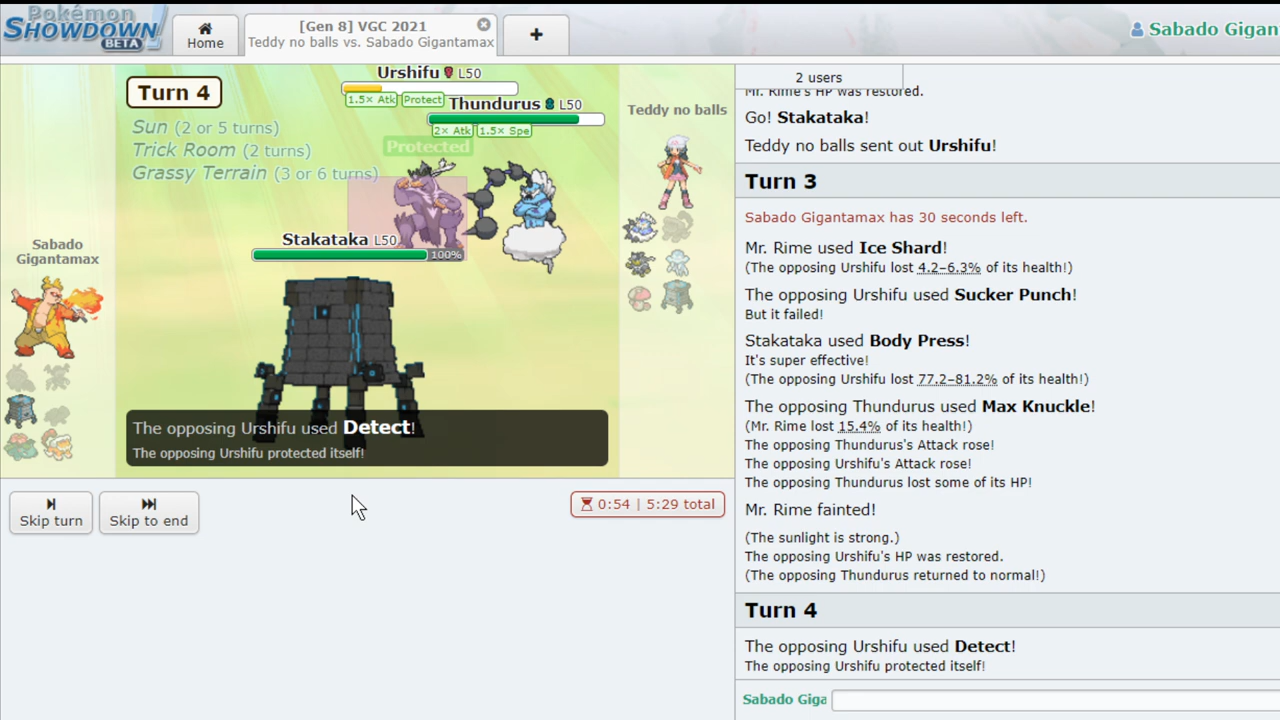 Pokémon
SHOWDOWN!
BETA
Home
[Gen 8] VGC 2021
Teddy no balls vs. Sabado Gigantamax
+
Sabado Gigan
Turn 4
Sun (2 or 5 turns)
Trick Room (2 turns)
Grassy Terrain (3 or 6 turns)
Urshifu L50
1.5× Atk Protect
Thundurus L50
2× Atk 1.5× Spe
Protected
Stakataka L50
100%
Sabado
Gigantamax
Teddy no balls
The opposing Urshifu used Detect!
The opposing Urshifu protected itself!
Skip turn
Skip to end
0:54 | 5:29 total
2 users
Mr. Rime's HP was restored.
Go! Stakataka!
Teddy no balls sent out Urshifu!
Turn 3
Sabado Gigantamax has 30 seconds left.
Mr. Rime used Ice Shard!
(The opposing Urshifu lost 4.2–6.3% of its health!)
The opposing Urshifu used Sucker Punch!
But it failed!
Stakataka used Body Press!
It's super effective!
(The opposing Urshifu lost 77.2–81.2% of its health!)
The opposing Thundurus used Max Knuckle!
(Mr. Rime lost 15.4% of its health!)
The opposing Thundurus's Attack rose!
The opposing Urshifu's Attack rose!
The opposing Thundurus lost some of its HP!
Mr. Rime fainted!
(The sunlight is strong.)
The opposing Urshifu's HP was restored.
(The opposing Thundurus returned to normal!)
Turn 4
The opposing Urshifu used Detect!
The opposing Urshifu protected itself!
Sabado Giga